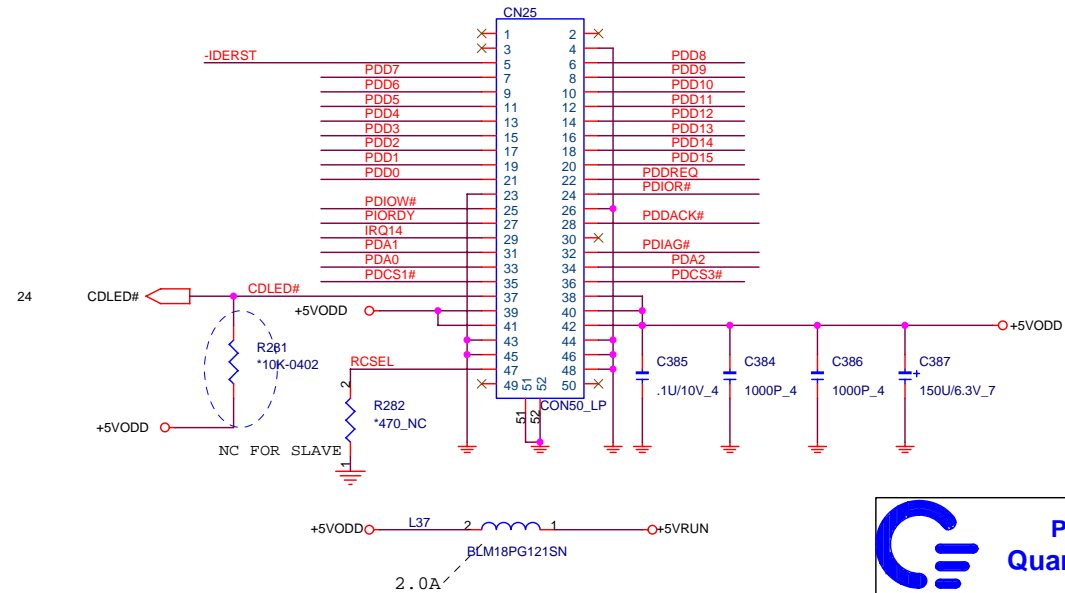 CN25
1 2
3 4
-IDERST 5 6 PDD8
PDD7 7 8 PDD9
PDD6 9 10 PDD10
PDD5 11 12 PDD11
PDD4 13 14 PDD12
PDD3 15 16 PDD13
PDD2 17 18 PDD14
PDD1 19 20 PDD15
PDD0 21 22 PDDREQ
23 24 PDIOR#
PDIOW# 25 26
PIORDY 27 28 PDDACK#
IRQ14 29 30
PDA1 31 32 PDIAG#
PDA0 33 34 PDA2
PDCS1# 35 36 PDCS3#
24 CDLED# CDLED# 37 38
+5VODD 39 40
41 42 +5VODD
43 44
45 46
RCSEL 47 48
49 50
51 52
51 52
CON50_LP
R281
*10K-0402
+5VODD
NC FOR SLAVE
2
R282
*470_NC
1
C385
.1U/10V_4
C384
1000P_4
C386
1000P_4
C387
+
150U/6.3V_7
+5VODD L37 2 1 +5VRUN
BLM18PG121SN
2.0A
P
Quan